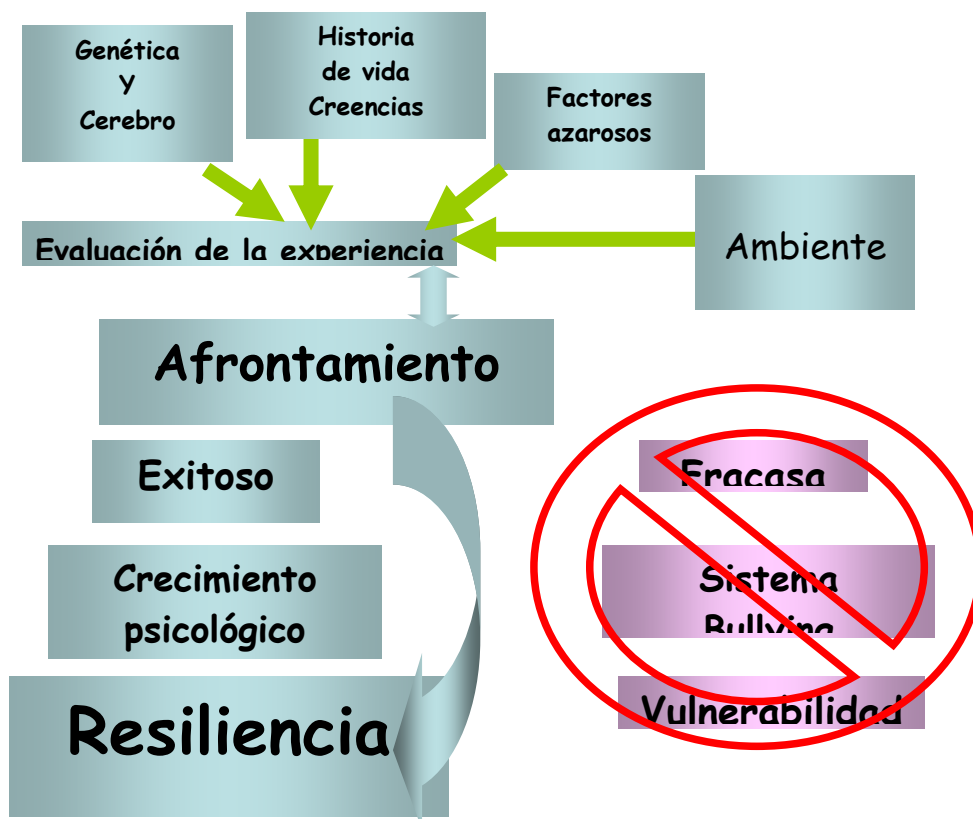 Genética
Y
Cerebro
Historia
de vida
Creencias
Factores
azarosos
Evaluación de la experiencia
Ambiente
Afrontamiento
Exitoso
Fracasa
Crecimiento
psicológico
Sistema
Bullying
Resiliencia
Vulnerabilidad